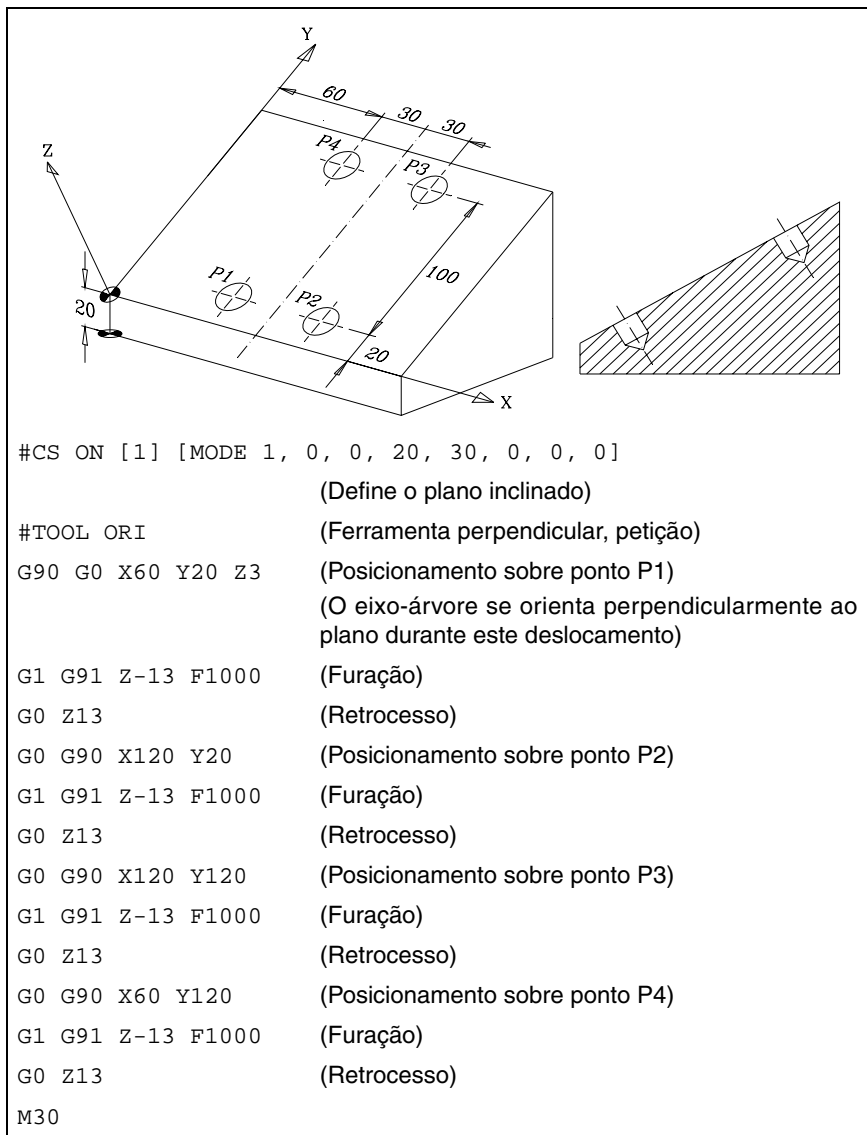 Y
60
30
30
Z
P4
P3
100
P1
P2
20
20
X
#CS ON [1] [MODE 1, 0, 0, 20, 30, 0, 0, 0]
(Define o plano inclinado)
#TOOL ORI (Ferramenta perpendicular, petição)
G90 G0 X60 Y20 Z3 (Posicionamento sobre ponto P1)
(O eixo-árvore se orienta perpendicularmente ao
plano durante este deslocamento)
G1 G91 Z-13 F1000 (Furação)
G0 Z13 (Retrocesso)
G0 G90 X120 Y20 (Posicionamento sobre ponto P2)
G1 G91 Z-13 F1000 (Furação)
G0 Z13 (Retrocesso)
G0 G90 X120 Y120 (Posicionamento sobre ponto P3)
G1 G91 Z-13 F1000 (Furação)
G0 Z13 (Retrocesso)
G0 G90 X60 Y120 (Posicionamento sobre ponto P4)
G1 G91 Z-13 F1000 (Furação)
G0 Z13 (Retrocesso)
M30